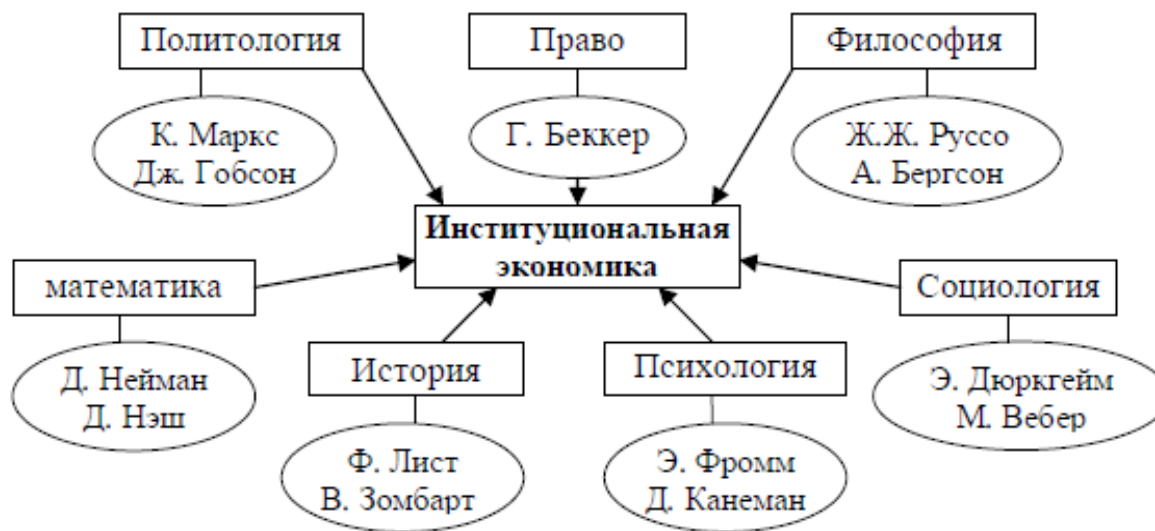 Политология
Право
Философия
К. Маркс
Дж. Гобсон
Г. Беккер
Ж.Ж. Руссо
А. Бергсон
Институциональная
экономика
математика
Социология
Д. Нейман
Д. Нэш
История
Психология
Э. Дюркгейм
М. Вебер
Ф. Лист
В. Зомбарт
Э. Фромм
Д. Канеман